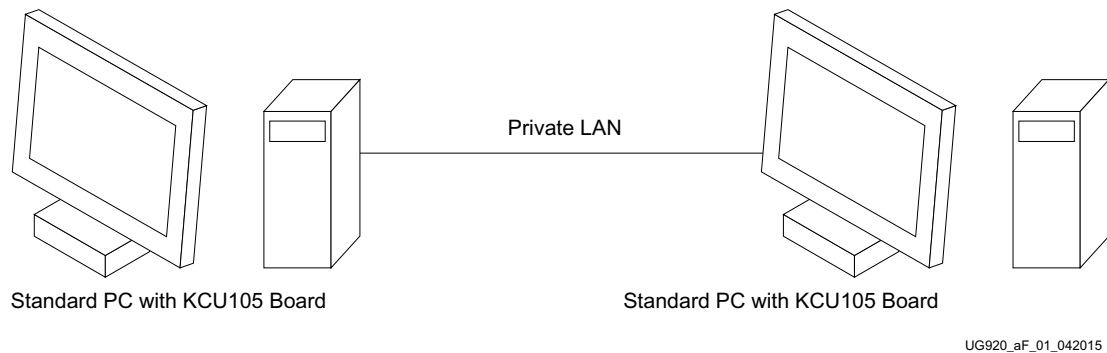 Private LAN
Standard PC with KCU105 Board
Standard PC with KCU105 Board
UG920_aF_01_042015